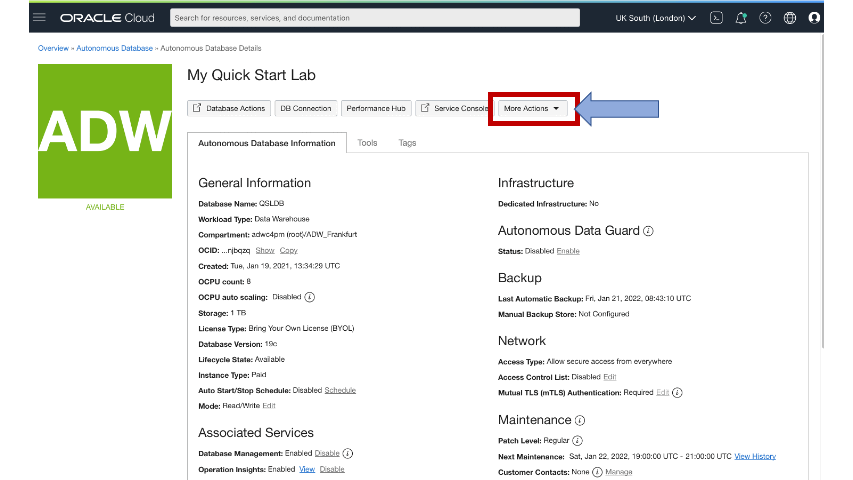 ORACLE Cloud
Search for resources, services, and documentation
UK South (London)
Overview » Autonomous Database » Autonomous Database Details
ADW
AVAILABLE
My Quick Start Lab
Database Actions
DB Connection
Performance Hub
Service Console
More Actions
Autonomous Database Information
Tools
Tags
General Information
Database Name: QSLDB
Workload Type: Data Warehouse
Compartment: adwc4pm (root)/ADW_Frankfurt
OCID: ...njbqzq Show Copy
Created: Tue, Jan 19, 2021, 13:34:29 UTC
OCPU count: 8
OCPU auto scaling: Disabled
Storage: 1 TB
License Type: Bring Your Own License (BYOL)
Database Version: 19c
Lifecycle State: Available
Instance Type: Paid
Auto Start/Stop Schedule: Disabled Schedule
Mode: Read/Write Edit
Associated Services
Database Management: Enabled Disable
Operation Insights: Enabled View Disable
Infrastructure
Dedicated Infrastructure: No
Autonomous Data Guard
Status: Disabled Enable
Backup
Last Automatic Backup: Fri, Jan 21, 2022, 08:43:10 UTC
Manual Backup Store: Not Configured
Network
Access Type: Allow secure access from everywhere
Access Control List: Disabled Edit
Mutual TLS (mTLS) Authentication: Required Edit
Maintenance
Patch Level: Regular
Next Maintenance: Sat, Jan 22, 2022, 19:00:00 UTC - 21:00:00 UTC View History
Customer Contacts: None Manage